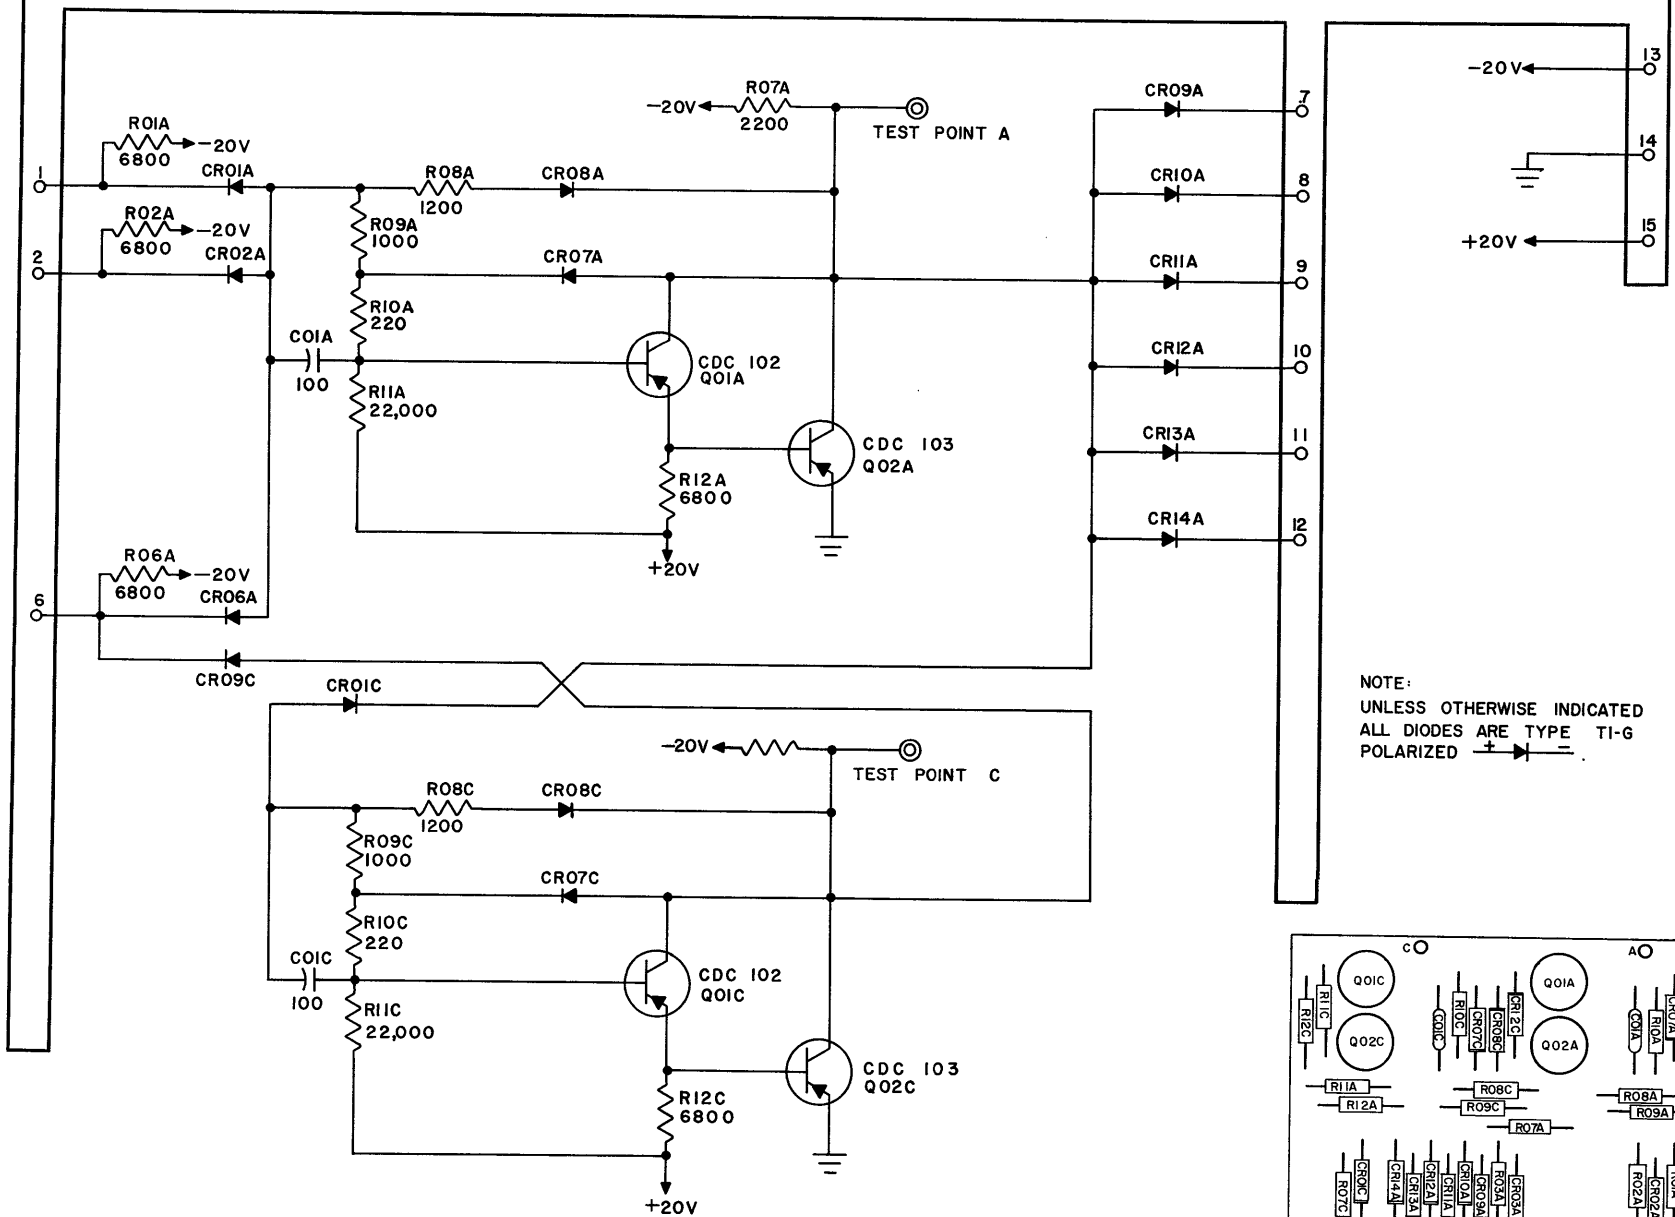 -20V
R07A
2200
TEST POINT A
R01A
6800
-20V
CR01A
1
R02A
6800
-20V
CR02A
2
R08A
1200
CR08A
R09A
1000
CR07A
R10A
220
C01A
100
R11A
22,000
CDC 102
Q01A
CDC 103
Q02A
R12A
6800
+20V
R06A
6800
-20V
CR06A
6
CR09C
CR09A
7
CR10A
8
CR11A
9
CR12A
10
CR13A
11
CR14A
12
-20V
13
14
+20V
15
CR01C
-20V
TEST POINT C
R08C
1200
CR08C
R09C
1000
CR07C
R10C
220
C01C
100
R11C
22,000
CDC 102
Q01C
CDC 103
Q02C
R12C
6800
+20V
NOTE:
UNLESS OTHERWISE INDICATED
ALL DIODES ARE TYPE TI-G
POLARIZED + -.
C
A
R12C
R11C
Q01C
Q02C
C01C
R10C
CR07C
CR08C
CR12C
Q01A
Q02A
C01A
R10A
CR07A
R11A
R12A
R08C
R09C
R07A
R08A
R09A
R07C
CR01C
CR14A
CR13A
CR12A
CR11A
CR10A
CR09A
R03A
CR03A
R02A
CR02A